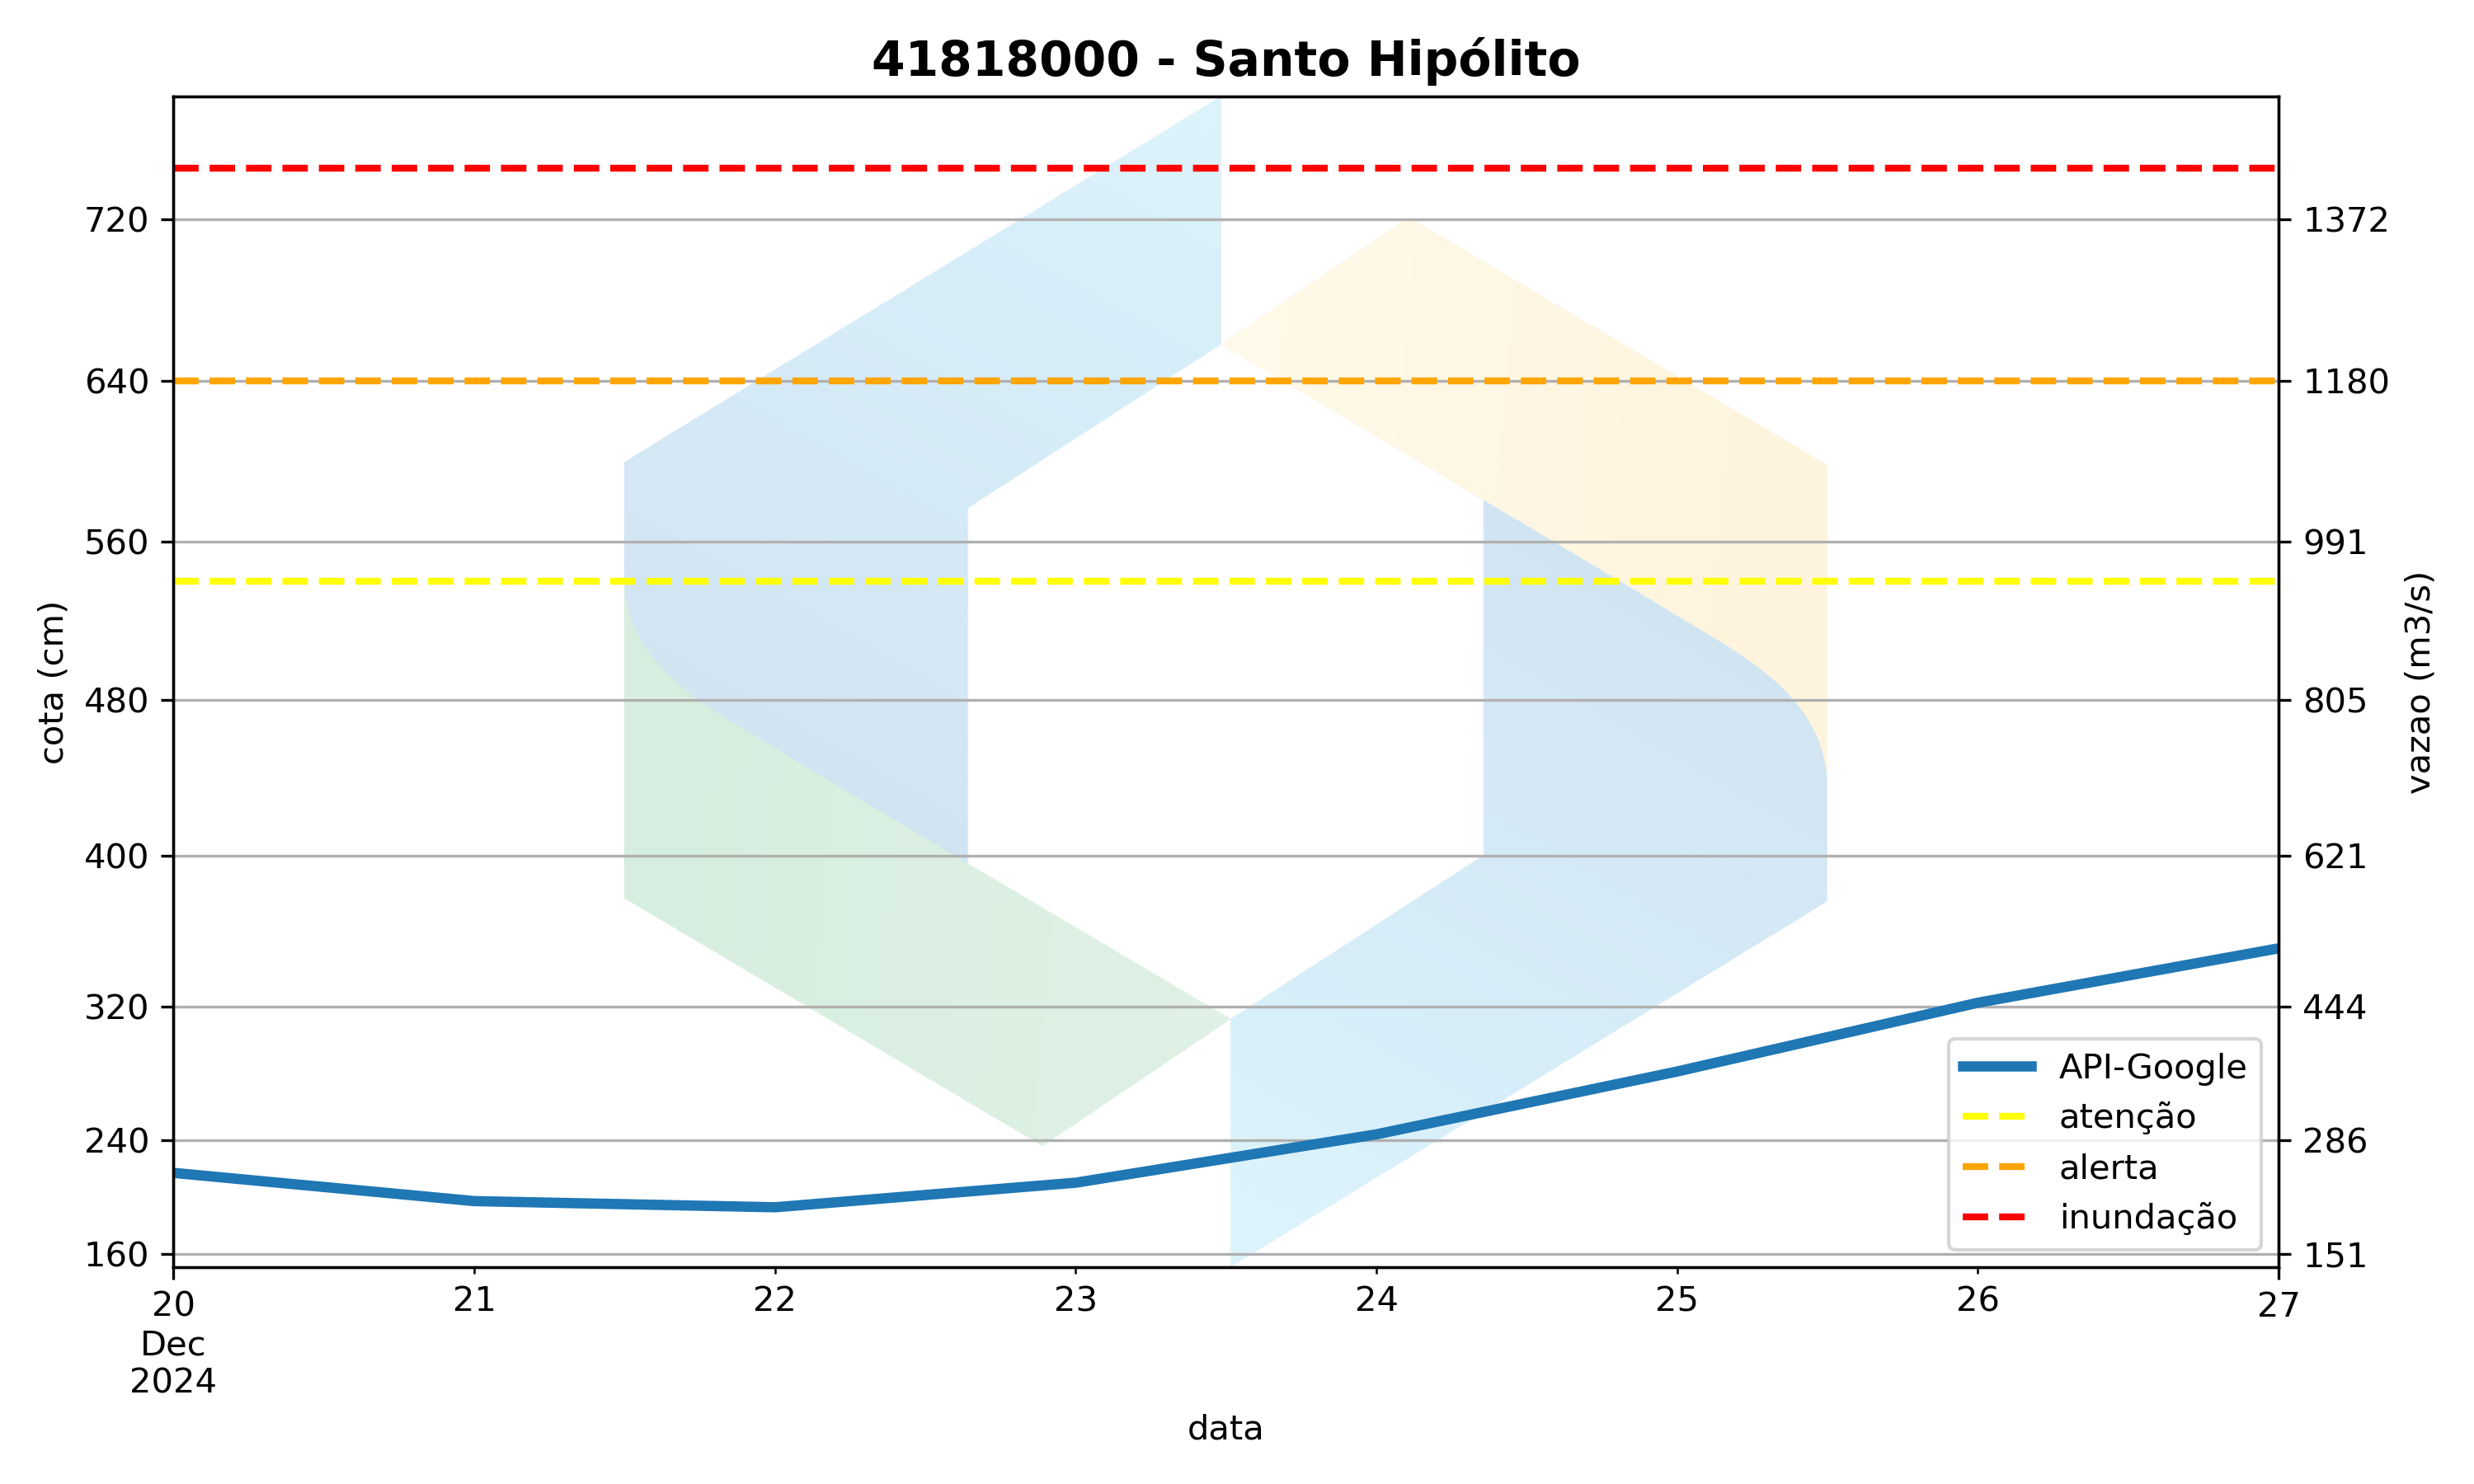 41818000 - Santo Hipólito
cota (cm)
720
640
560
480
400
320
240
160
1372
1180
991
805
621
444
286
151
vazao (m3/s)
API-Google
atenção
alerta
inundação
20
Dec
2024
21
22
23
24
25
26
27
data